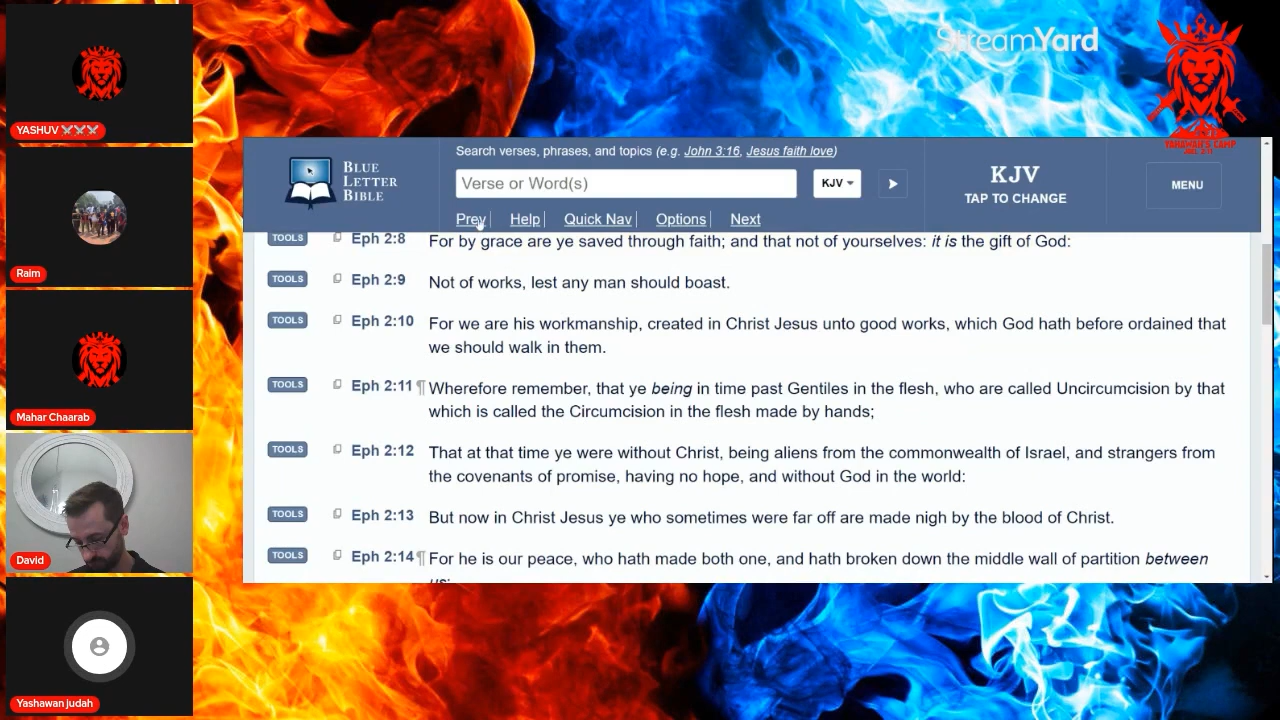 YASHUV
Raim
Mahar Chaarab
David
Yashawan judah
StreamYard
YAHAWAH'S CAMP
BLUE
LETTER
BIBLE
Search verses, phrases, and topics (e.g. John 3:16, Jesus faith love)
Verse or Word(s)
KJV
Prev
Help
Quick Nav
Options
Next
KJV
TAP TO CHANGE
MENU
TOOLS Eph 2:8 For by grace are ye saved through faith; and that not of yourselves: it is the gift of God:
TOOLS Eph 2:9 Not of works, lest any man should boast.
TOOLS Eph 2:10 For we are his workmanship, created in Christ Jesus unto good works, which God hath before ordained that
we should walk in them.
TOOLS Eph 2:11 ¶ Wherefore remember, that ye being in time past Gentiles in the flesh, who are called Uncircumcision by that
which is called the Circumcision in the flesh made by hands;
TOOLS Eph 2:12 That at that time ye were without Christ, being aliens from the commonwealth of Israel, and strangers from
the covenants of promise, having no hope, and without God in the world:
TOOLS Eph 2:13 But now in Christ Jesus ye who sometimes were far off are made nigh by the blood of Christ.
TOOLS Eph 2:14 ¶ For he is our peace, who hath made both one, and hath broken down the middle wall of partition between
us;